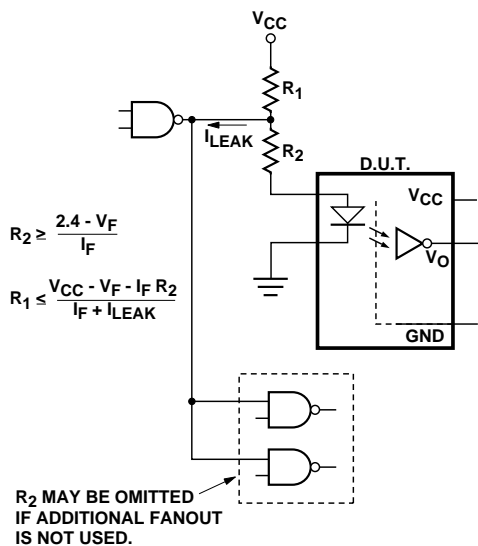 VCC
R1
ILEAK
R2
D.U.T.
VCC
VO
GND
R2 ≥ 2.4 - VF / IF
R1 ≤ VCC - VF - IF R2 / IF + ILEAK
R2 MAY BE OMITTED
IF ADDITIONAL FANOUT
IS NOT USED.